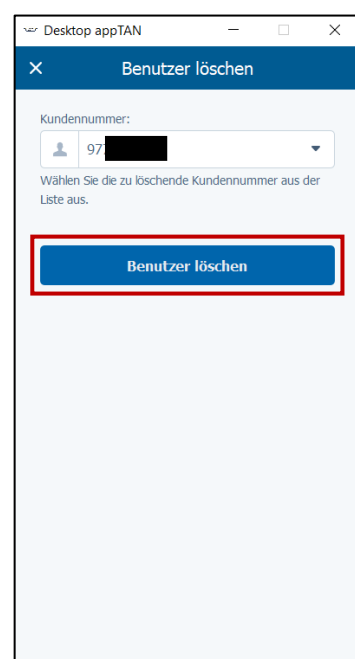 Desktop appTAN
Benutzer löschen
Kundennummer:
977
Wählen Sie die zu löschende Kundennummer aus der
Liste aus.
Benutzer löschen